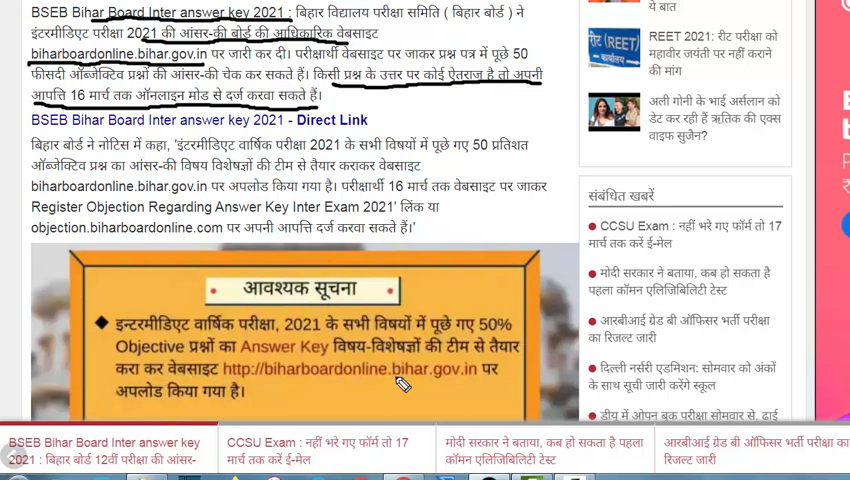 BSEB Bihar Board Inter answer key 2021 : बिहार विद्यालय परीक्षा समिति ( बिहार बोर्ड ) ने
इंटरमीडिएट परीक्षा 2021 की आंसर-की बोर्ड की आधिकारिक वेबसाइट
biharboardonline.bihar.gov.in पर जारी कर दी। परीक्षार्थी वेबसाइट पर जाकर प्रश्न पत्र में पूछे 50
फीसदी ऑब्जेक्टिव प्रश्नों की आंसर-की चेक कर सकते हैं। किसी प्रश्न के उत्तर पर कोई ऐतराज है तो अपनी
आपत्ति 16 मार्च तक ऑनलाइन मोड से दर्ज करवा सकते हैं।
BSEB Bihar Board Inter answer key 2021 - Direct Link
बिहार बोर्ड ने नोटिस में कहा, 'इंटरमीडिएट वार्षिक परीक्षा 2021 के सभी विषयों में पूछे गए 50 प्रतिशत
ऑब्जेक्टिव प्रश्न का आंसर-की विषय विशेषज्ञों की टीम से तैयार कराकर वेबसाइट
biharboardonline.bihar.gov.in पर अपलोड किया गया है। परीक्षार्थी 16 मार्च तक वेबसाइट पर जाकर
Register Objection Regarding Answer Key Inter Exam 2021' लिंक या
objection.biharboardonline.com पर अपनी आपत्ति दर्ज करवा सकते हैं।'
आवश्यक सूचना
इन्टरमीडिएट वार्षिक परीक्षा, 2021 के सभी विषयों में पूछे गए 50%
Objective प्रश्नों का Answer Key विषय-विशेषज्ञों की टीम से तैयार
करा कर वेबसाइट http://biharboardonline.bihar.gov.in पर
अपलोड किया गया है।
ये बात
रीट (REET)
कार्यालय
REET 2021: रीट परीक्षा को
महावीर जयंती पर नहीं कराने
की मांग
अली गोनी के भाई अर्सलान को
डेट कर रही हैं ऋतिक की एक्स
वाइफ सुजैन?
संबंधित खबरें
CCSU Exam : नहीं भरे गए फॉर्म तो 17
मार्च तक करें ई-मेल
मोदी सरकार ने बताया, कब हो सकता है
पहला कॉमन एलिजिबिलिटी टेस्ट
आरबीआई ग्रेड बी ऑफिसर भर्ती परीक्षा
का रिजल्ट जारी
दिल्ली नर्सरी एडमिशन: सोमवार को अंकों
के साथ सूची जारी करेंगे स्कूल
डीयू में ओपन बुक परीक्षा सोमवार से, ढाई
BSEB Bihar Board Inter answer key
2021 : बिहार बोर्ड 12वीं परीक्षा की आंसर-
CCSU Exam : नहीं भरे गए फॉर्म तो 17
मार्च तक करें ई-मेल
मोदी सरकार ने बताया, कब हो सकता है पहला
कॉमन एलिजिबिलिटी टेस्ट
आरबीआई ग्रेड बी ऑफिसर भर्ती परीक्षा का
रिजल्ट जारी